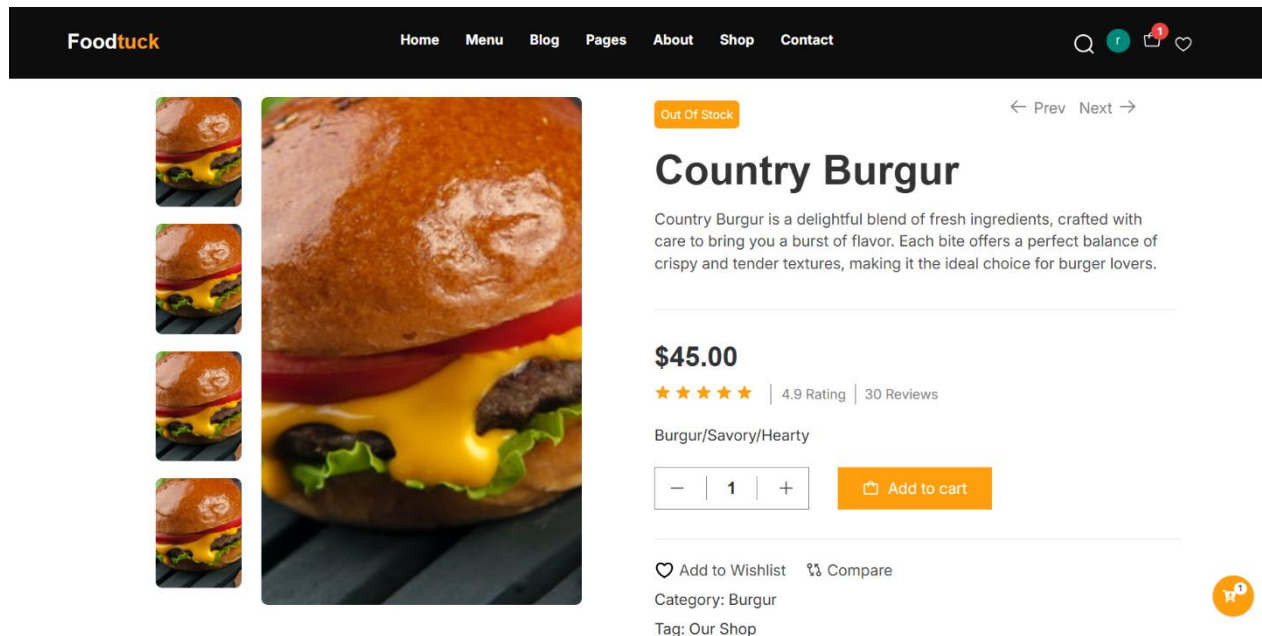 Foodtuck Home Menu Blog Pages About Shop Contact r 1
Out Of Stock Prev Next
Country Burgur
Country Burgur is a delightful blend of fresh ingredients, crafted with
care to bring you a burst of flavor. Each bite offers a perfect balance of
crispy and tender textures, making it the ideal choice for burger lovers.
$45.00
4.9 Rating 30 Reviews
Burgur/Savory/Hearty
1 Add to cart
Add to Wishlist Compare
Category: Burgur
1
Tag: Our Shop